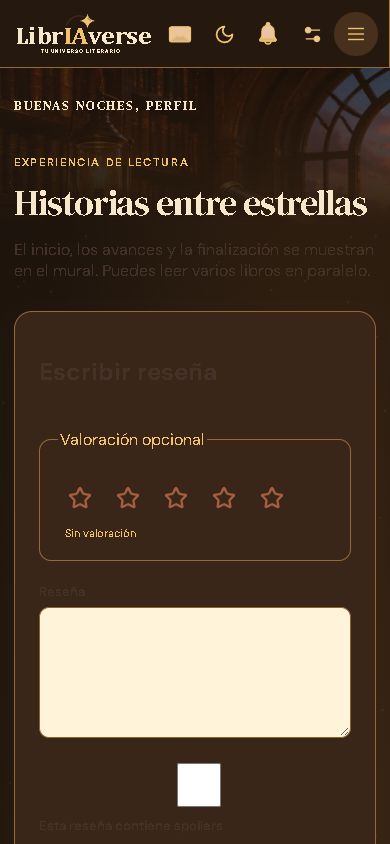 LibrIAverse
TU UNIVERSO LITERARIO
BUENAS NOCHES, PERFIL
EXPERIENCIA DE LECTURA
Historias entre estrellas
El inicio, los avances y la finalización se muestran
en el mural. Puedes leer varios libros en paralelo.
Escribir reseña
Valoración opcional
Sin valoración
Reseña
Esta reseña contiene spoilers